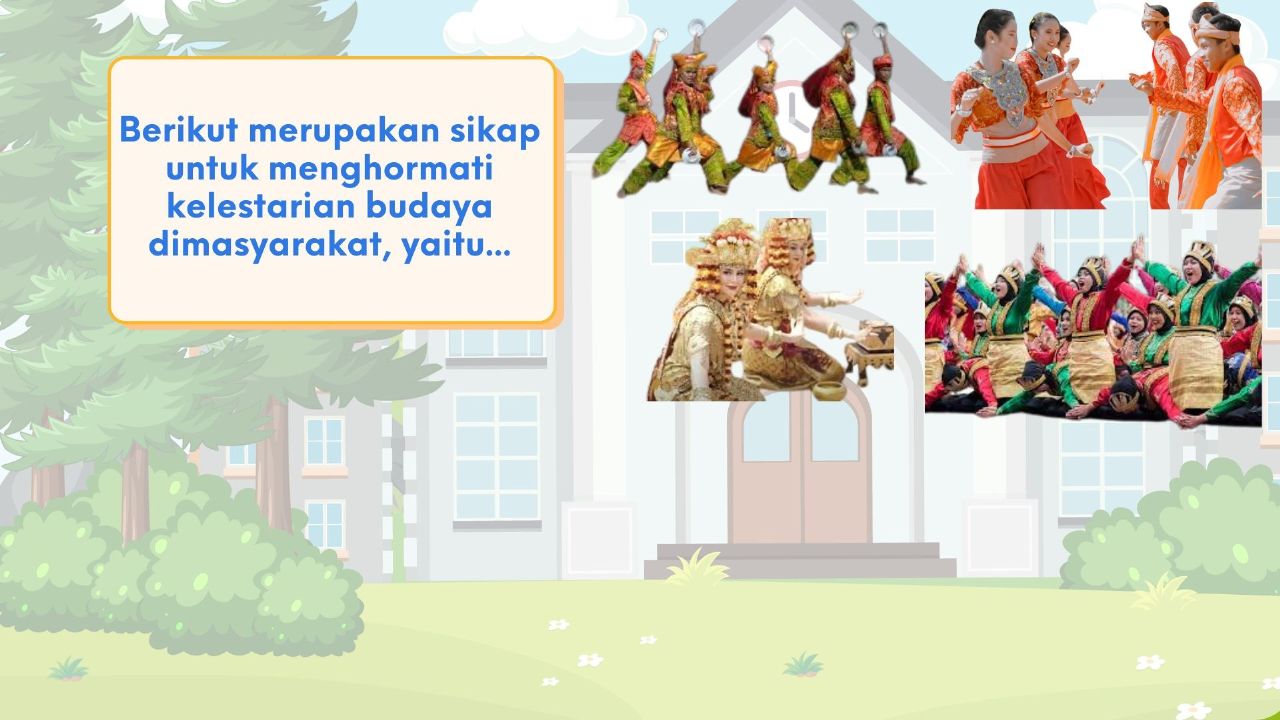 Berikut merupakan sikap
untuk menghormati
kelestarian budaya
dimasyarakat, yaitu...